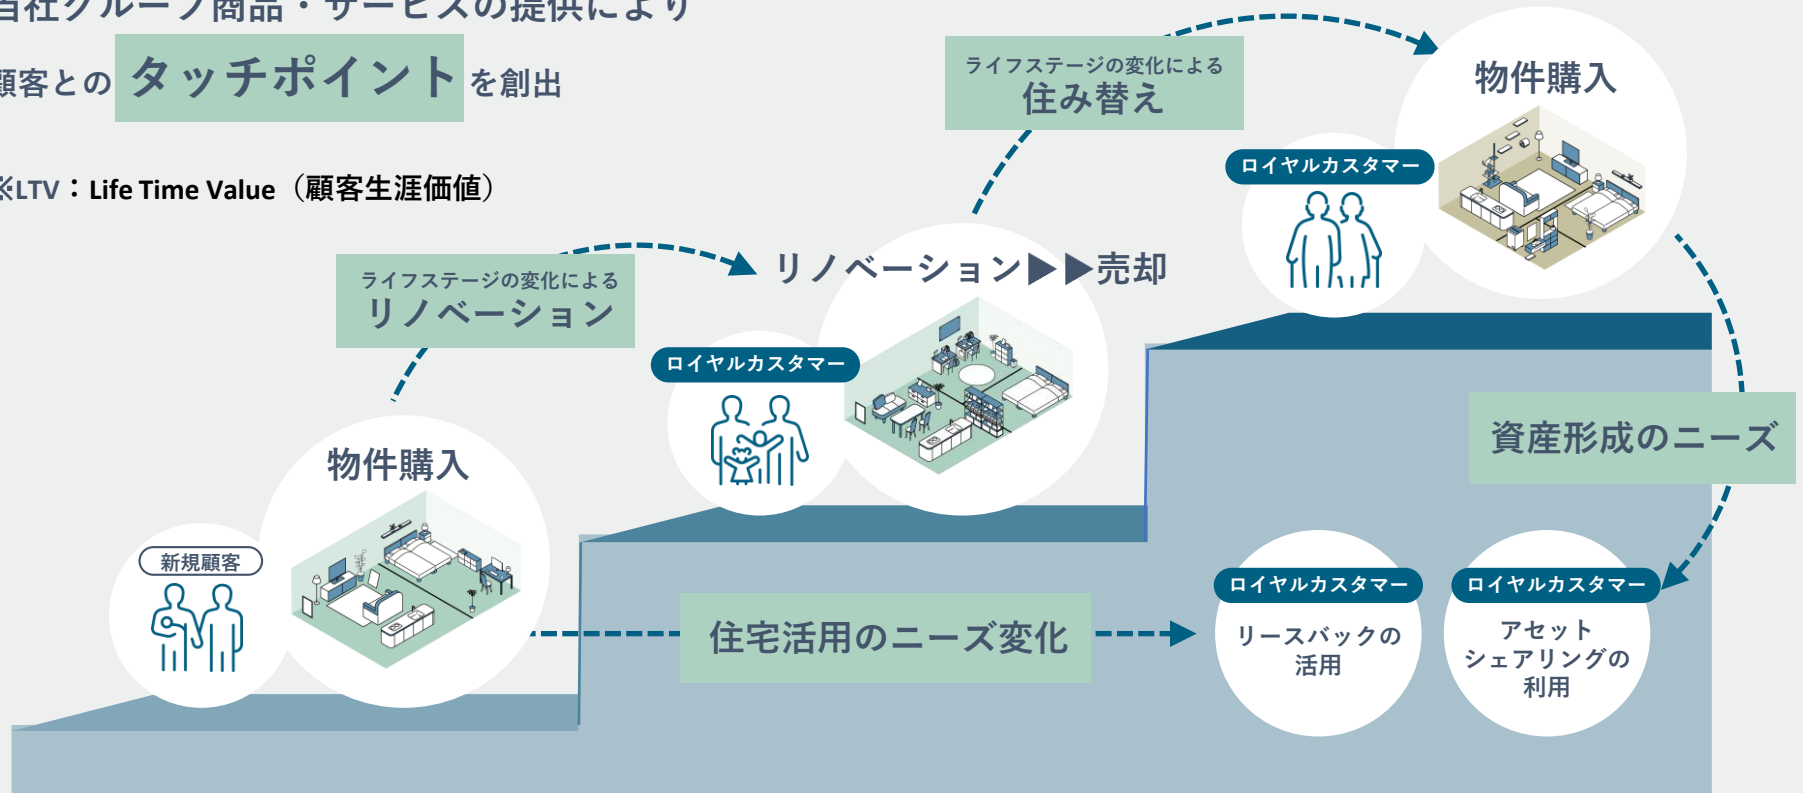 当社グループ商品・サービスの提供により
顧客との タッチポイント を創出
※LTV：Life Time Value（顧客生涯価値）
ライフステージの変化による
住み替え
物件購入
ロイヤルカスタマー
ライフステージの変化による
リノベーション
リノベーション▶▶売却
ロイヤルカスタマー
資産形成のニーズ
物件購入
新規顧客
住宅活用のニーズ変化
ロイヤルカスタマー
リースバックの
活用
ロイヤルカスタマー
アセット
シェアリングの
利用